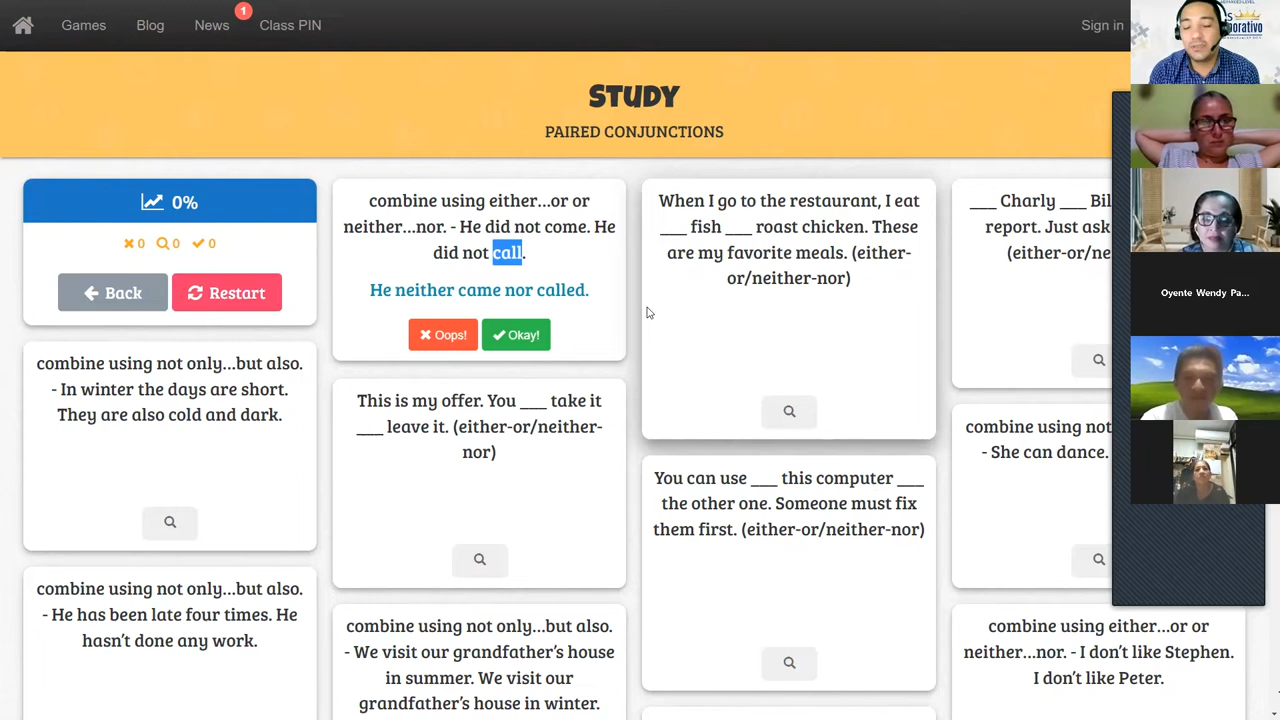 Games
Blog
News
1
Class PIN
Sign in
STUDY
PAIRED CONJUNCTIONS
0%
0
0
0
Back
Restart
combine using not only...but also.
- In winter the days are short.
They are also cold and dark.
combine using not only...but also.
- He has been late four times. He
hasn't done any work.
combine using either...or or
neither...nor. - He did not come. He
did not call.
He neither came nor called.
Oops!
Okay!
This is my offer. You ___ take it
___ leave it. (either-or/neither-
nor)
combine using not only...but also.
- We visit our grandfather's house
in summer. We visit our
grandfather's house in winter.
When I go to the restaurant, I eat
___ fish ___ roast chicken. These
are my favorite meals. (either-
or/neither-nor)
You can use ___ this computer ___
the other one. Someone must fix
them first. (either-or/neither-nor)
___ Charly ___ Bil
report. Just ask
(either-or/ne
combine using not
- She can dance.
combine using either...or or
neither...nor. - I don't like Stephen.
I don't like Peter.
orativo
Oyente Wendy Pa...